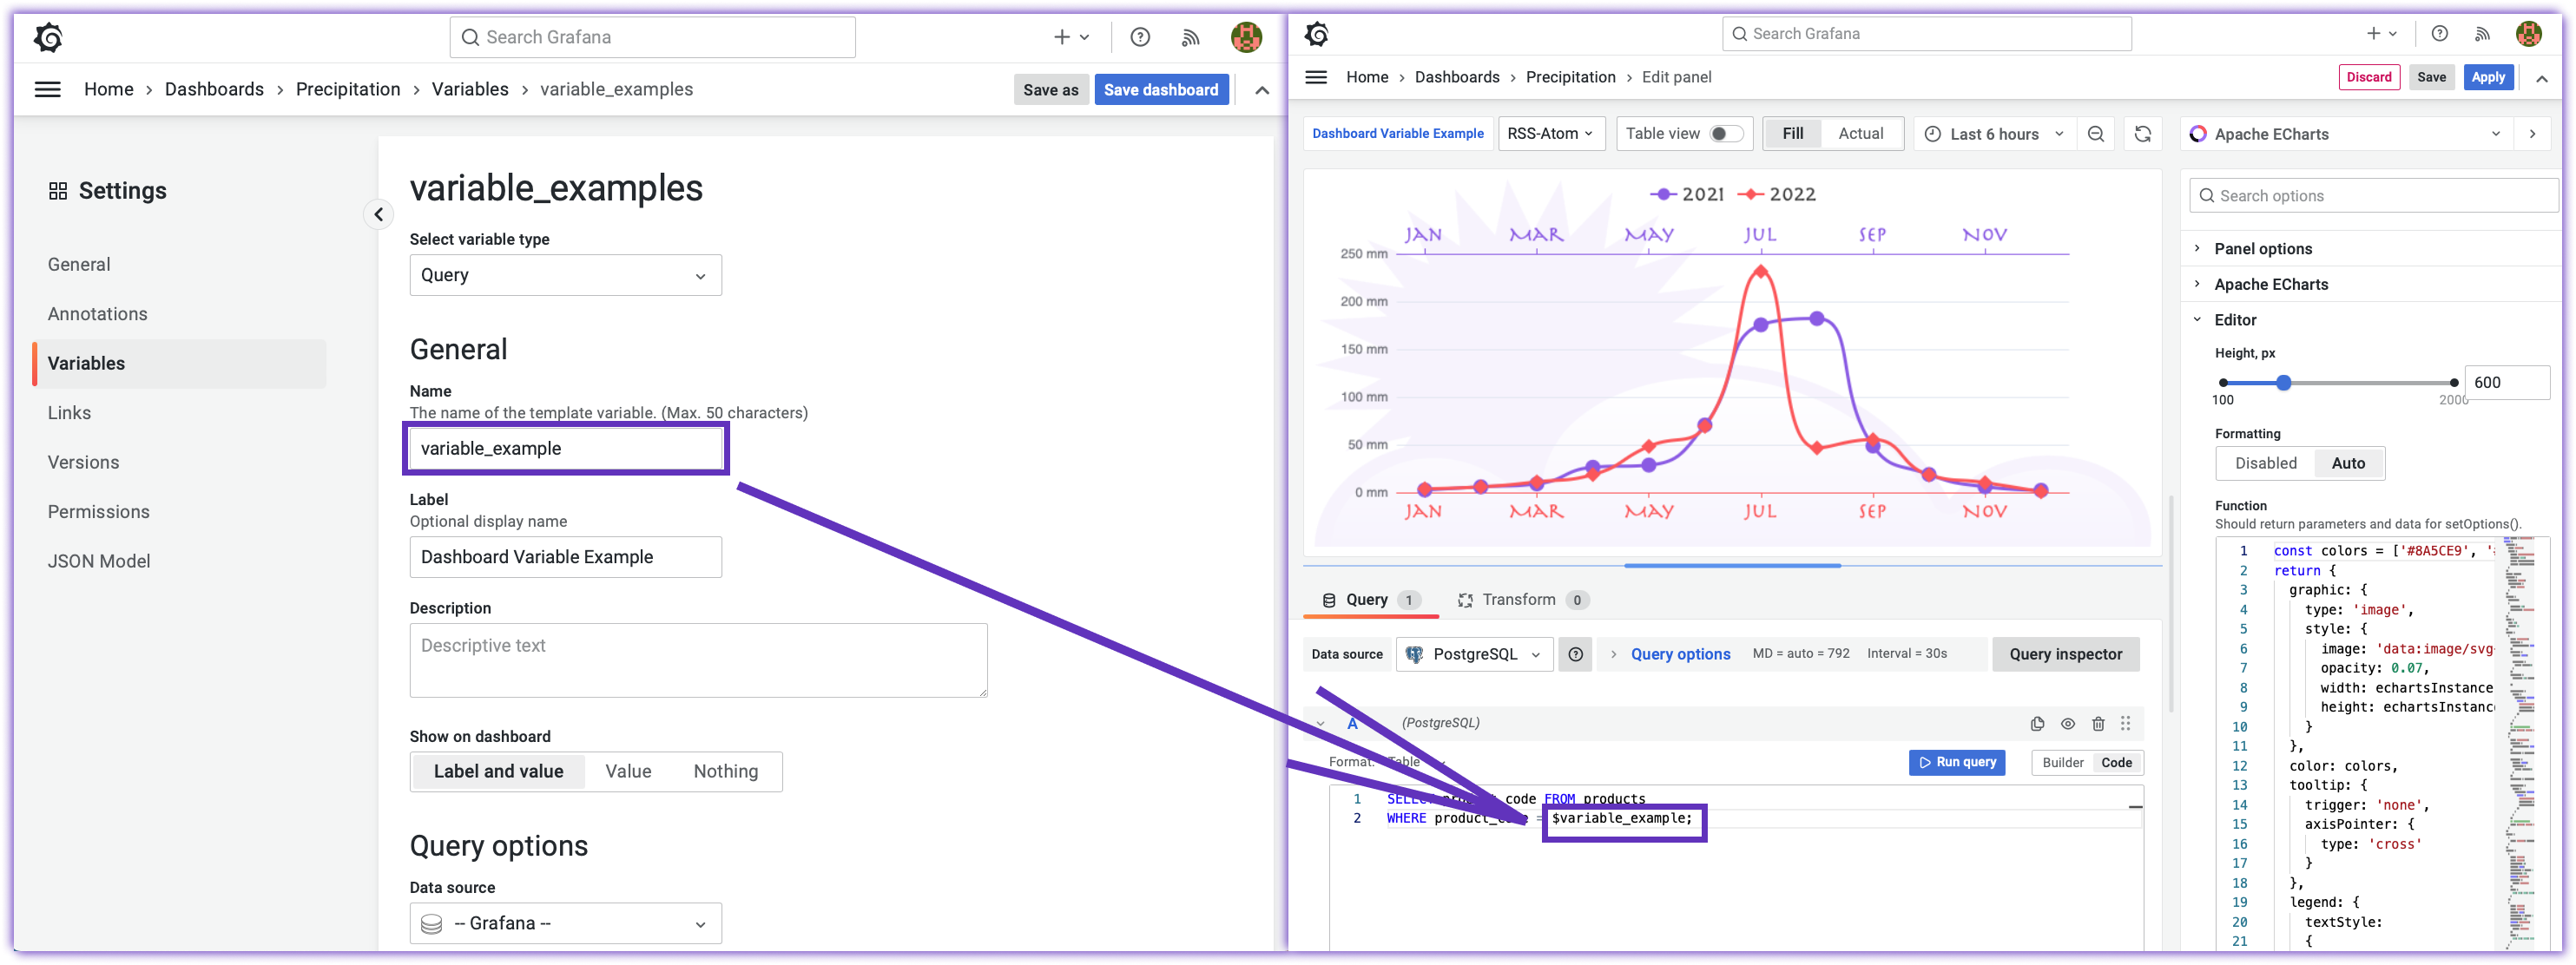 Search Grafana
Home > Dashboards > Precipitation > Variables > variable_examples
Save as
Save dashboard
Settings
General
Annotations
Variables
Links
Versions
Permissions
JSON Model
variable_examples
Select variable type
Query
General
Name
The name of the template variable. (Max. 50 characters)
variable_example
Label
Optional display name
Dashboard Variable Example
Description
Descriptive text
Show on dashboard
Label and value Value Nothing
Query options
Data source
-- Grafana --
Search Grafana
Home > Dashboards > Precipitation > Edit panel
Discard Save Apply
Dashboard Variable Example RSS-Atom Table view Fill Actual Last 6 hours
2021 2022
JAN MAR MAY JUL SEP NOV
250 mm
200 mm
150 mm
100 mm
50 mm
0 mm
JAN MAR MAY JUL SEP NOV
Query 1 Transform 0
Data source PostgreSQL Query options MD = auto = 792 Interval = 30s Query inspector
A (PostgreSQL)
Format: Table Run query Builder Code
1 code FROM products
2 WHERE = $variable_example;
Apache ECharts
Search options
Panel options
Apache ECharts
Editor
Height, px
600
100 2000
Formatting
Disabled Auto
Function
Should return parameters and data for setOptions().
1 const colors = ['#8A5CE9', '
2 return {
3 graphic: {
4 type: 'image',
5 style: {
6 image: 'data:image/svg
7 opacity: 0.07,
8 width: echartsInstance
9 height: echartsInstance
10 }
11 },
12 color: colors,
13 tooltip: {
14 trigger: 'none',
15 axisPointer: {
16 type: 'cross'
17 }
18 },
19 legend: {
20 textStyle:
21 {